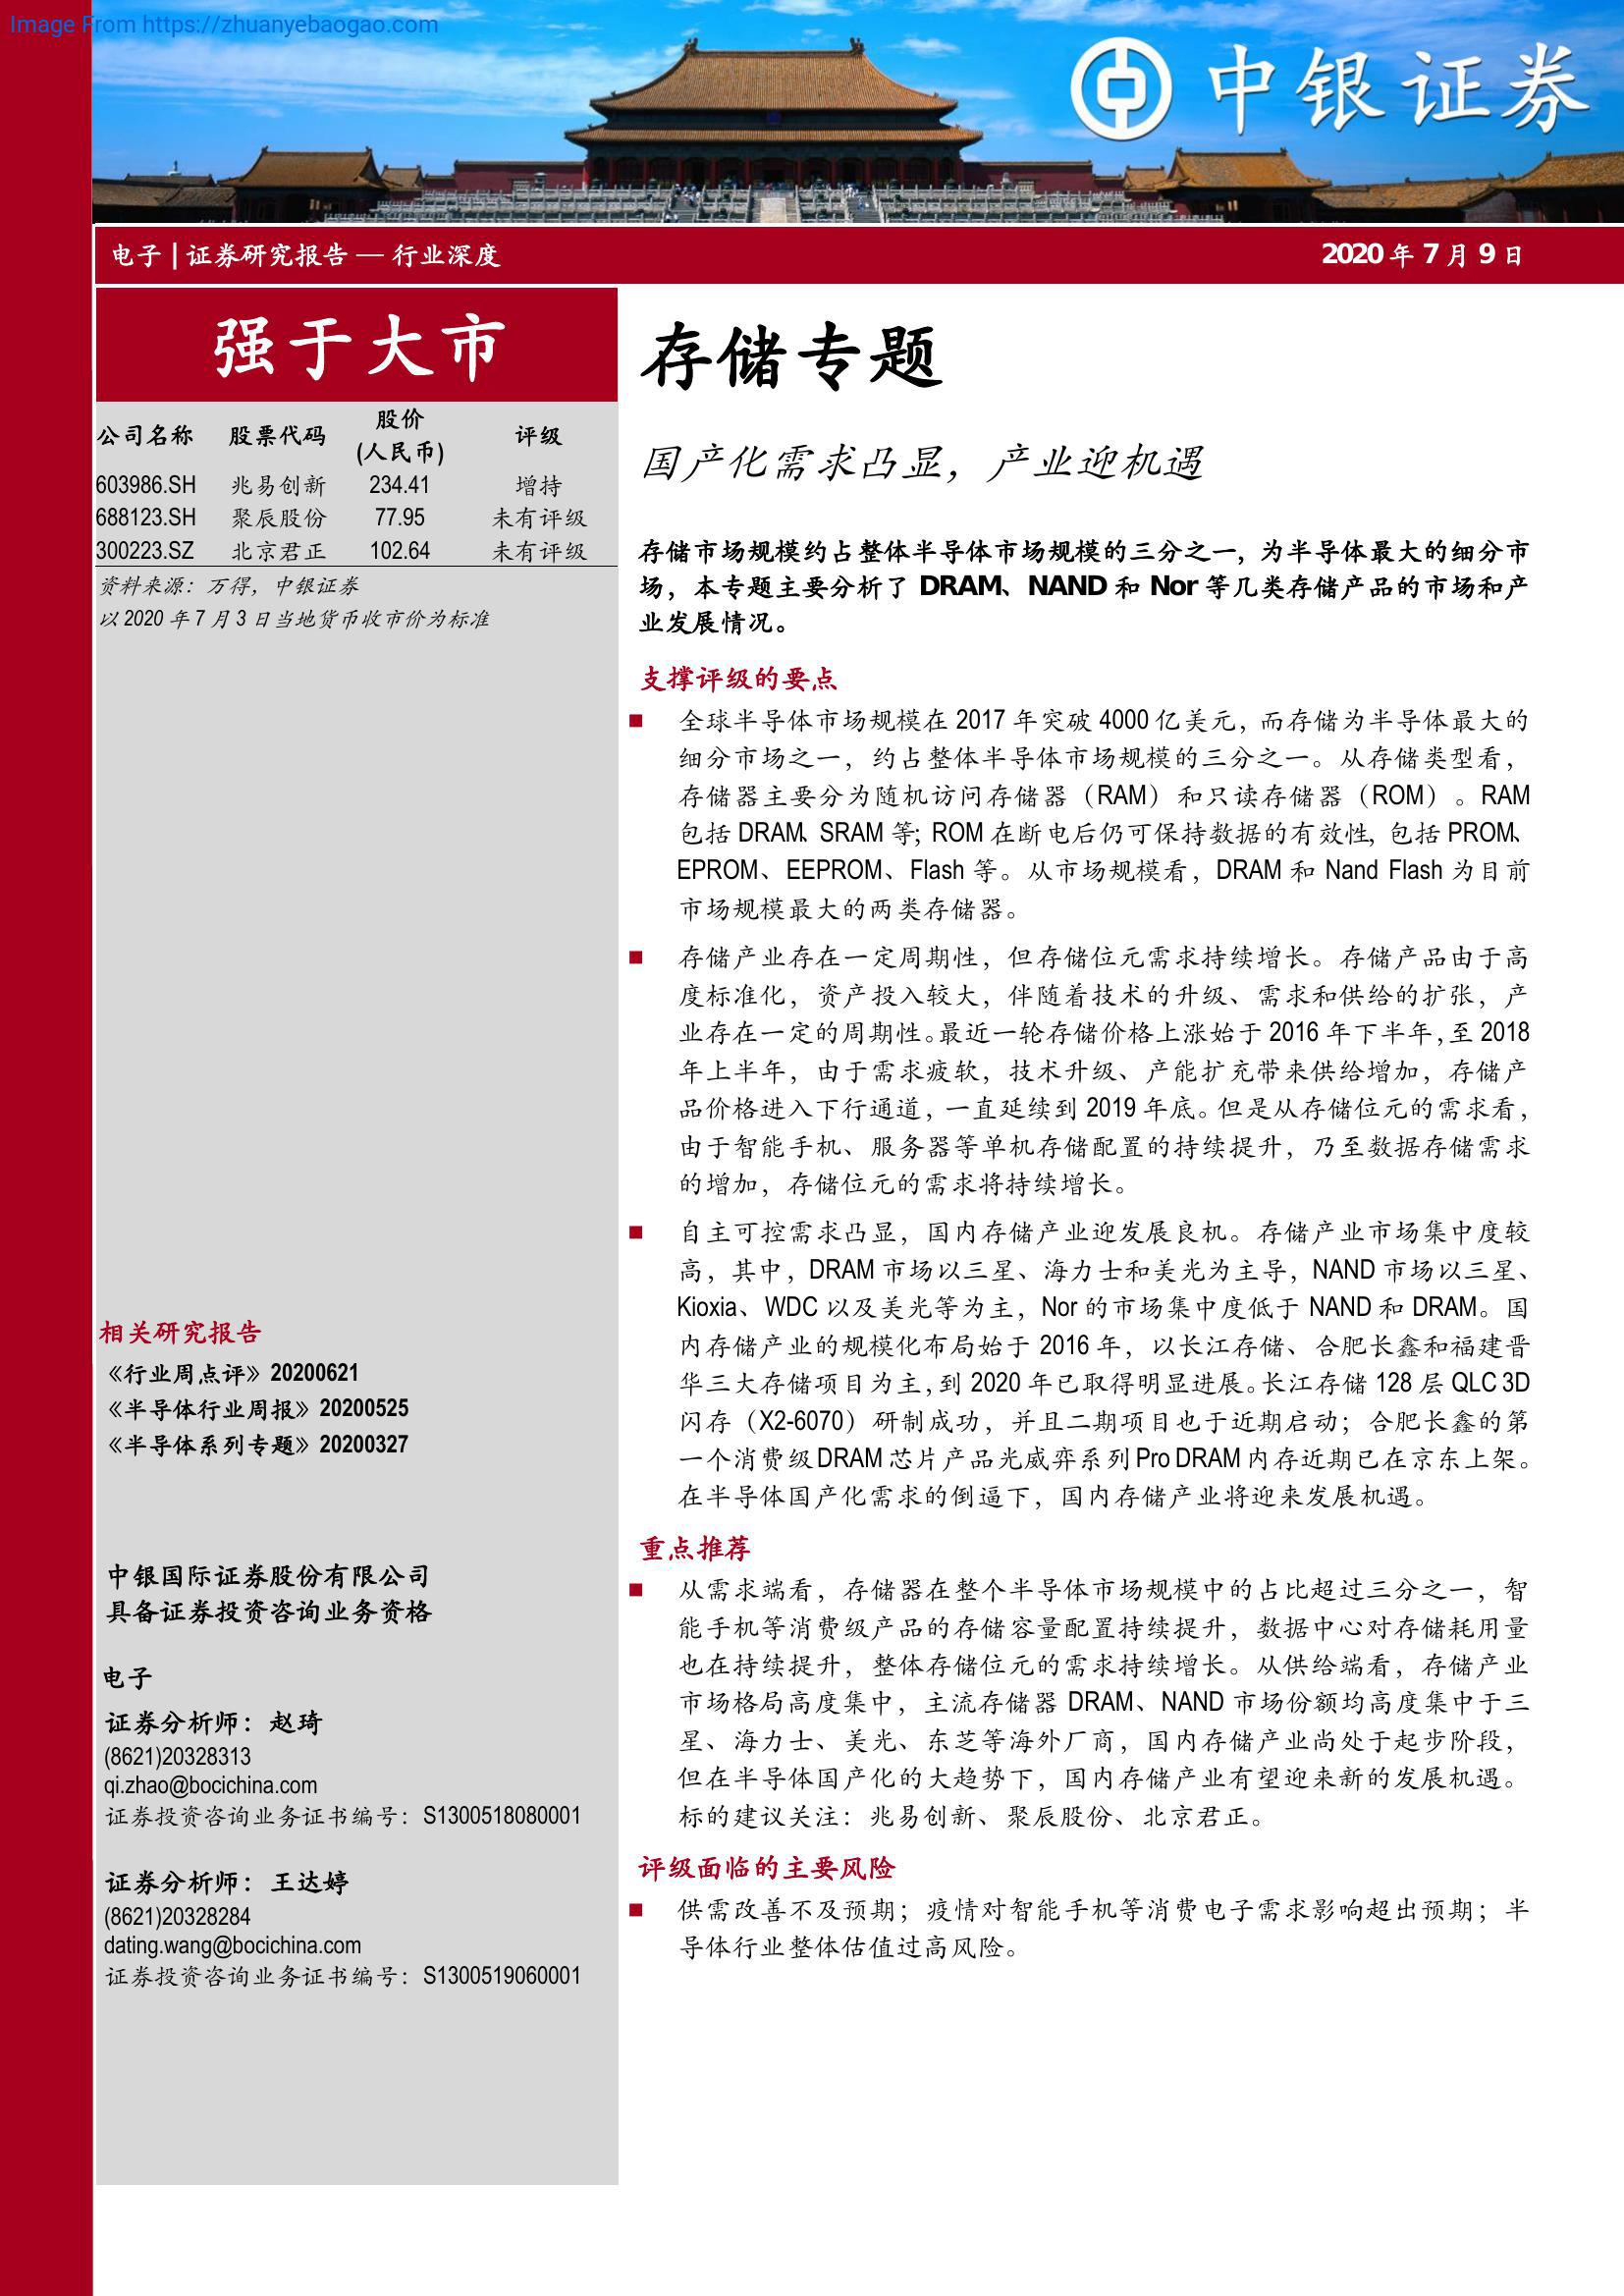 Image From https://zhuanyebaogao.com
中银证券
电子 | 证券研究报告 — 行业深度
2020 年 7 月 9 日
强于大市
公司名称 股票代码 股价 (人民币) 评级
603986.SH 兆易创新 234.41 增持
688123.SH 聚辰股份 77.95 未有评级
300223.SZ 北京君正 102.64 未有评级
资料来源：万得，中银证券
以 2020 年 7 月 3 日当地货币收市价为标准
相关研究报告
《行业周点评》20200621
《半导体行业周报》20200525
《半导体系列专题》20200327
中银国际证券股份有限公司
具备证券投资咨询业务资格
电子
证券分析师：赵琦
(8621)20328313
qi.zhao@bocichina.com
证券投资咨询业务证书编号：S1300518080001
证券分析师：王达婷
(8621)20328284
dating.wang@bocichina.com
证券投资咨询业务证书编号：S1300519060001
存储专题
国产化需求凸显，产业迎机遇
存储市场规模约占整体半导体市场规模的三分之一，为半导体最大的细分市
场，本专题主要分析了 DRAM、NAND 和 Nor 等几类存储产品的市场和产
业发展情况。
支撑评级的要点
■ 全球半导体市场规模在 2017 年突破 4000 亿美元，而存储为半导体最大的
细分市场之一，约占整体半导体市场规模的三分之一。从存储类型看，
存储器主要分为随机访问存储器（RAM）和只读存储器（ROM）。RAM
包括 DRAM、SRAM 等；ROM 在断电后仍可保持数据的有效性，包括 PROM、
EPROM、EEPROM、Flash 等。从市场规模看，DRAM 和 Nand Flash 为目前
市场规模最大的两类存储器。
■ 存储产业存在一定周期性，但存储位元需求持续增长。存储产品由于高
度标准化，资产投入较大，伴随着技术的升级、需求和供给的扩张，产
业存在一定的周期性。最近一轮存储价格上涨始于 2016 年下半年，至 2018
年上半年，由于需求疲软，技术升级、产能扩充带来供给增加，存储产
品价格进入下行通道，一直延续到 2019 年底。但是从存储位元的需求看，
由于智能手机、服务器等单机存储配置的持续提升，乃至数据存储需求
的增加，存储位元的需求将持续增长。
■ 自主可控需求凸显，国内存储产业迎发展良机。存储产业市场集中度较
高，其中，DRAM 市场以三星、海力士和美光为主导，NAND 市场以三星、
Kioxia、WDC 以及美光等为主，Nor 的市场集中度低于 NAND 和 DRAM。国
内存储产业的规模化布局始于 2016 年，以长江存储、合肥长鑫和福建晋
华三大存储项目为主，到 2020 年已取得明显进展。长江存储 128 层 QLC 3D
闪存（X2-6070）研制成功，并且二期项目也于近期启动；合肥长鑫的第
一个消费级 DRAM 芯片产品光威弈系列 Pro DRAM 内存近期已在京东上架。
在半导体国产化需求的倒逼下，国内存储产业将迎来发展机遇。
重点推荐
■ 从需求端看，存储器在整个半导体市场规模中的占比超过三分之一，智
能手机等消费级产品的存储容量配置持续提升，数据中心对存储耗用量
也在持续提升，整体存储位元的需求持续增长。从供给端看，存储产业
市场格局高度集中，主流存储器 DRAM、NAND 市场份额均高度集中于三
星、海力士、美光、东芝等海外厂商，国内存储产业尚处于起步阶段，
但在半导体国产化的大趋势下，国内存储产业有望迎来新的发展机遇。
标的建议关注：兆易创新、聚辰股份、北京君正。
评级面临的主要风险
■ 供需改善不及预期；疫情对智能手机等消费电子需求影响超出预期；半
导体行业整体估值过高风险。